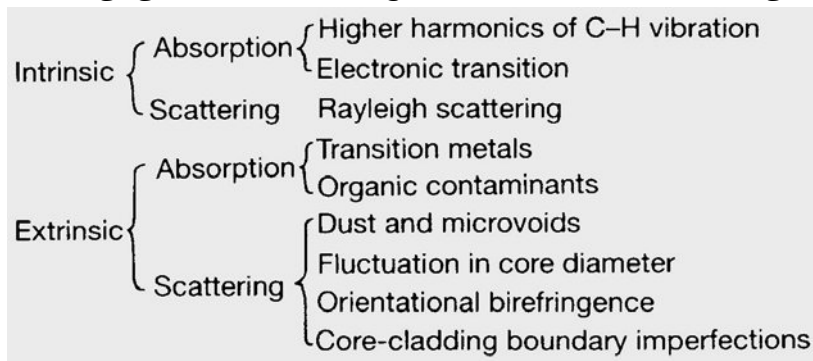 Higher harmonics of C–H vibration
Absorption
Intrinsic
Electronic transition
Scattering Rayleigh scattering
Transition metals
Absorption
Organic contaminants
Extrinsic
Dust and microvoids
Fluctuation in core diameter
Scattering
Orientational birefringence
Core-cladding boundary imperfections